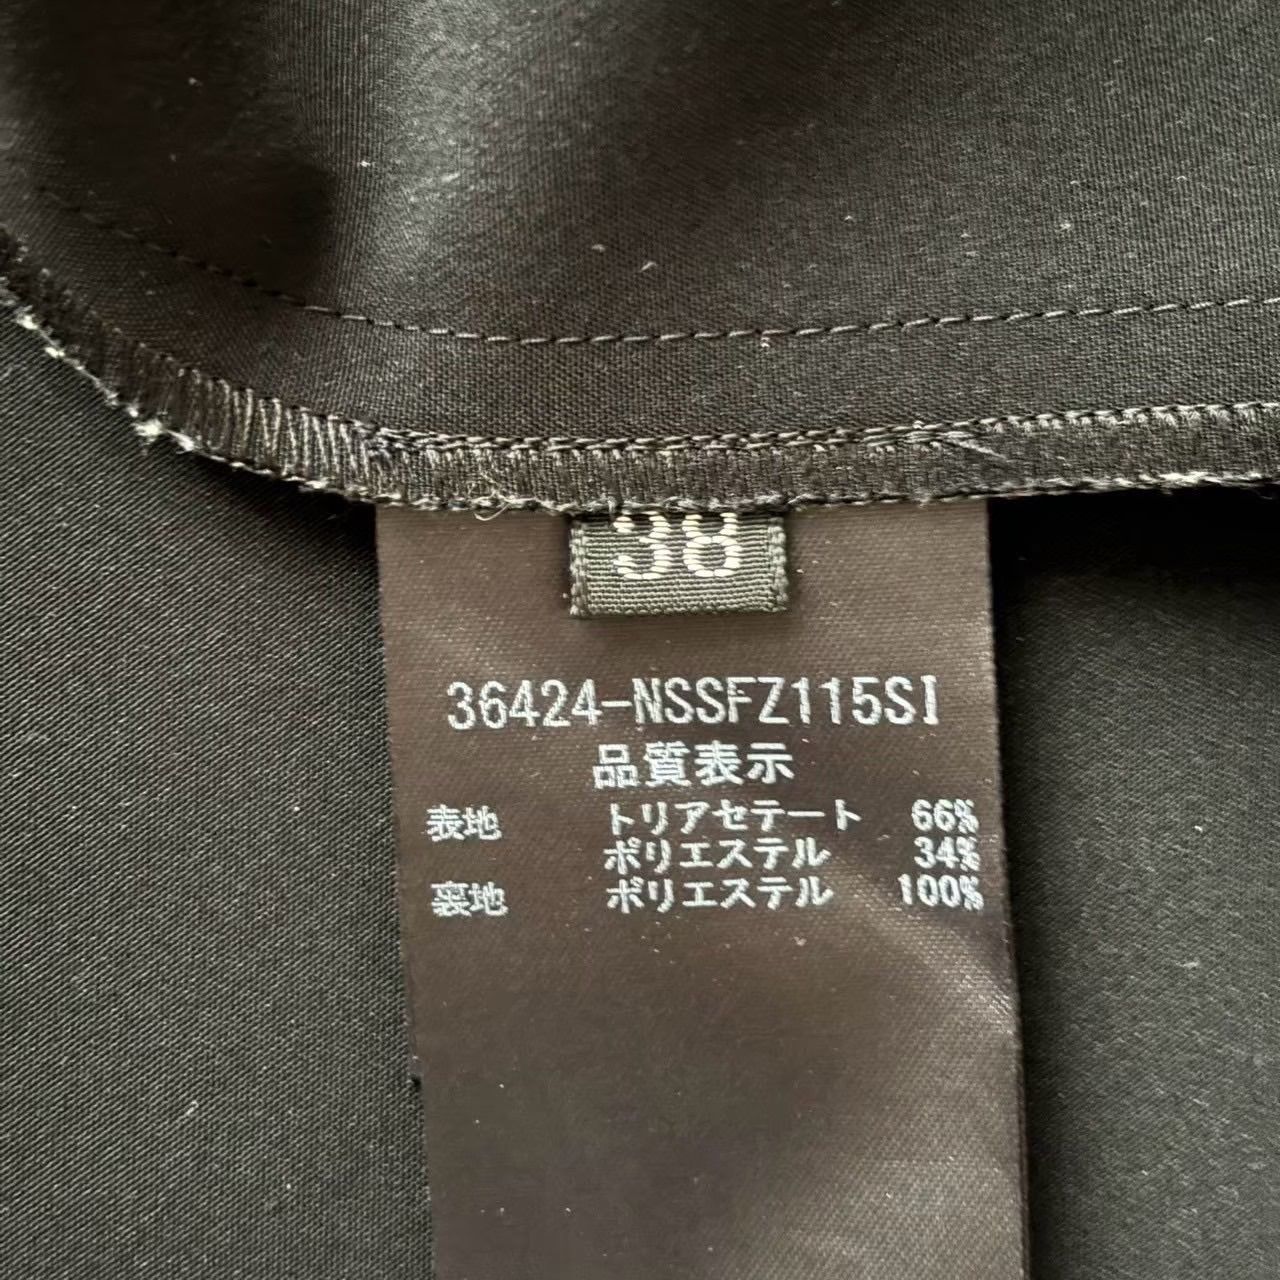 38
36424-NSSFZ115SI
品質表示
表地 トリアセテート 66%
ポリエステル 34%
裏地 ポリエステル 100%